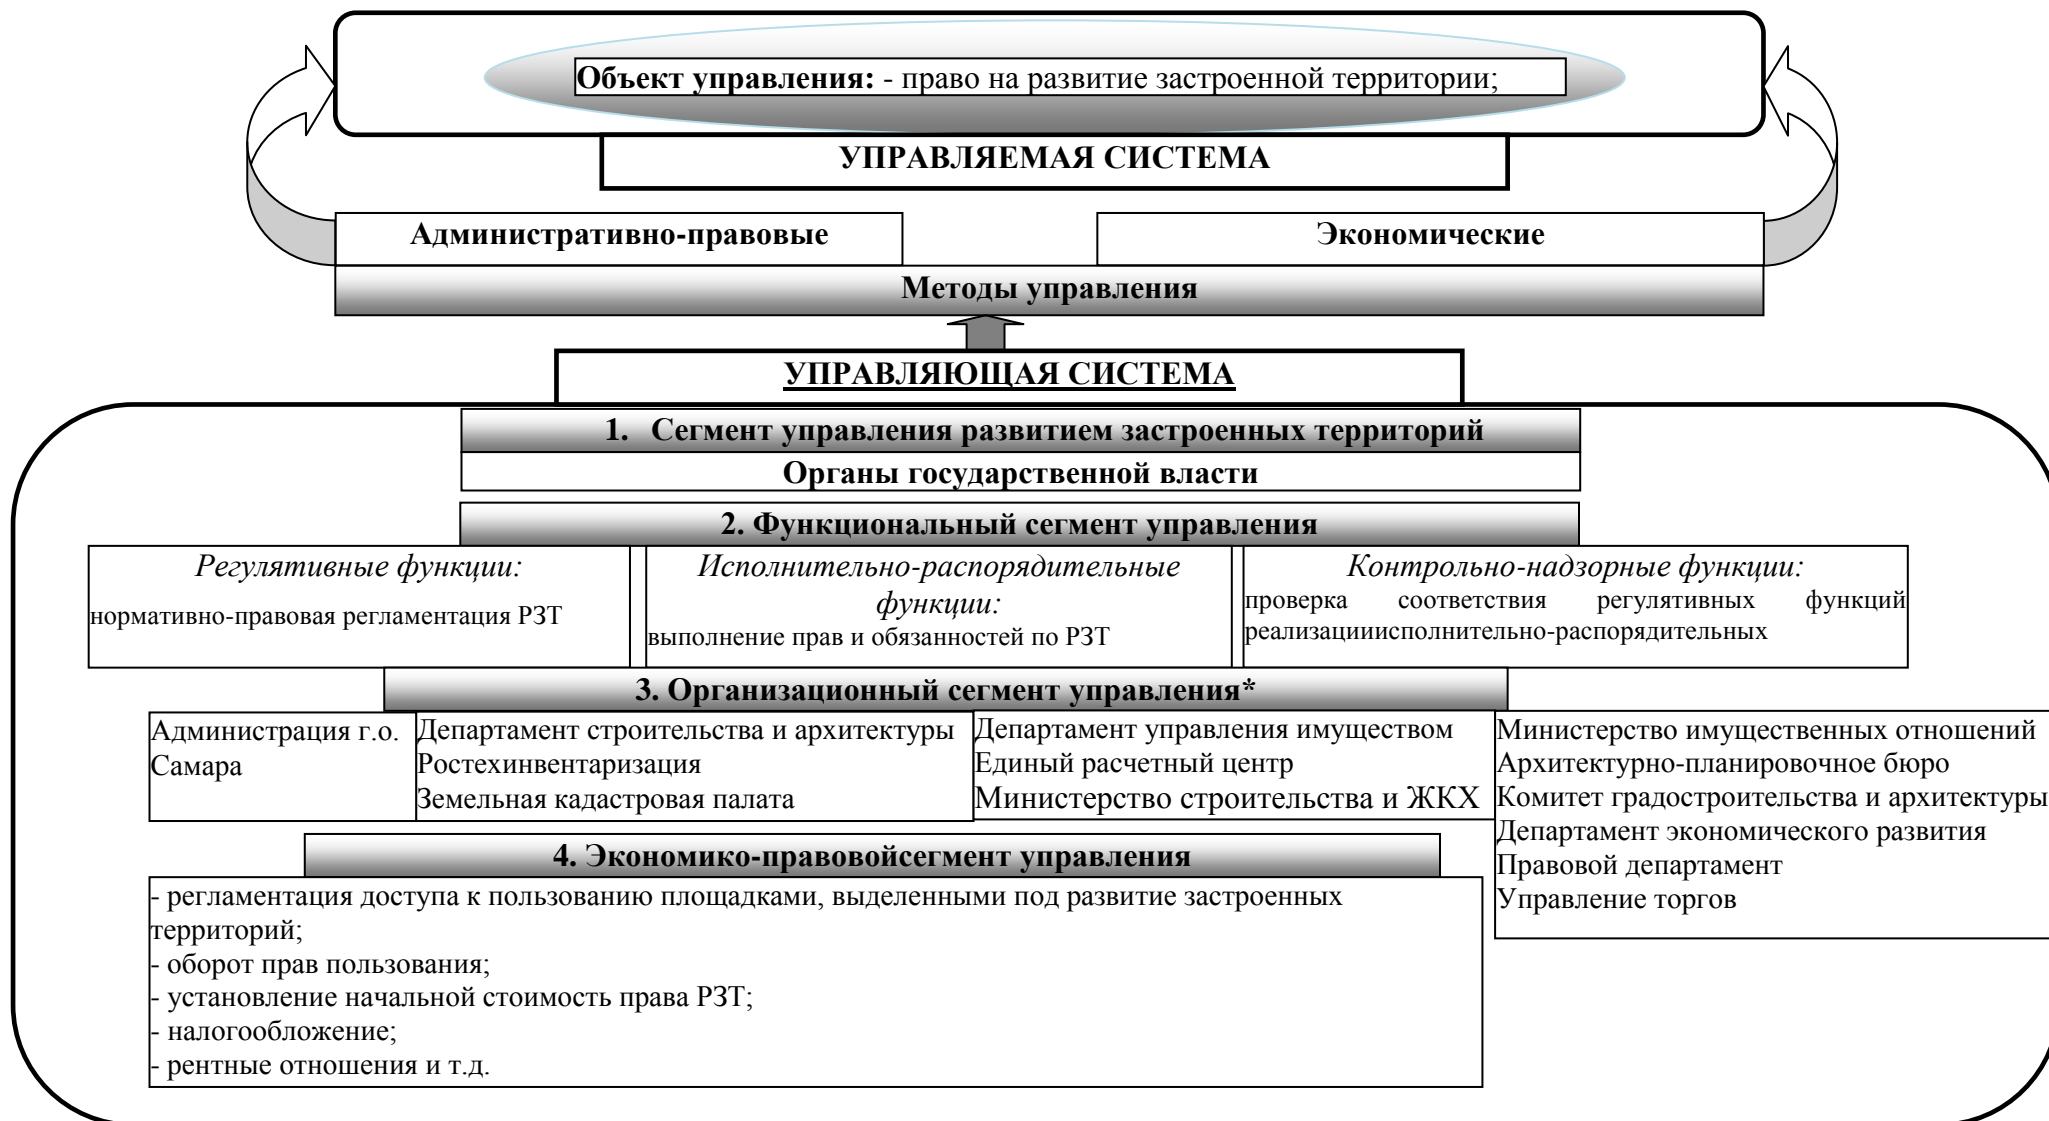 Объект управления: - право на развитие застроенной территории;
УПРАВЛЯЕМАЯ СИСТЕМА
Административно-правовые
Экономические
Методы управления
УПРАВЛЯЮЩАЯ СИСТЕМА
1. Сегмент управления развитием застроенных территорий
Органы государственной власти
2. Функциональный сегмент управления
Регулятивные функции:
нормативно-правовая регламентация РЗТ
Исполнительно-распорядительные
функции:
выполнение прав и обязанностей по РЗТ
Контрольно-надзорные функции:
проверка соответствия регулятивных функций
реализацииисполнительно-распорядительных
3. Организационный сегмент управления*
Администрация г.о.
Самара
Департамент строительства и архитектуры
Ростехинвентаризация
Земельная кадастровая палата
Департамент управления имуществом
Единый расчетный центр
Министерство строительства и ЖКХ
Министерство имущественных отношений
Архитектурно-планировочное бюро
Комитет градостроительства и архитектуры
Департамент экономического развития
Правовой департамент
Управление торгов
4. Экономико-правовойсегмент управления
- регламентация доступа к пользованию площадками, выделенными под развитие застроенных
территорий;
- оборот прав пользования;
- установление начальной стоимость права РЗТ;
- налогообложение;
- рентные отношения и т.д.